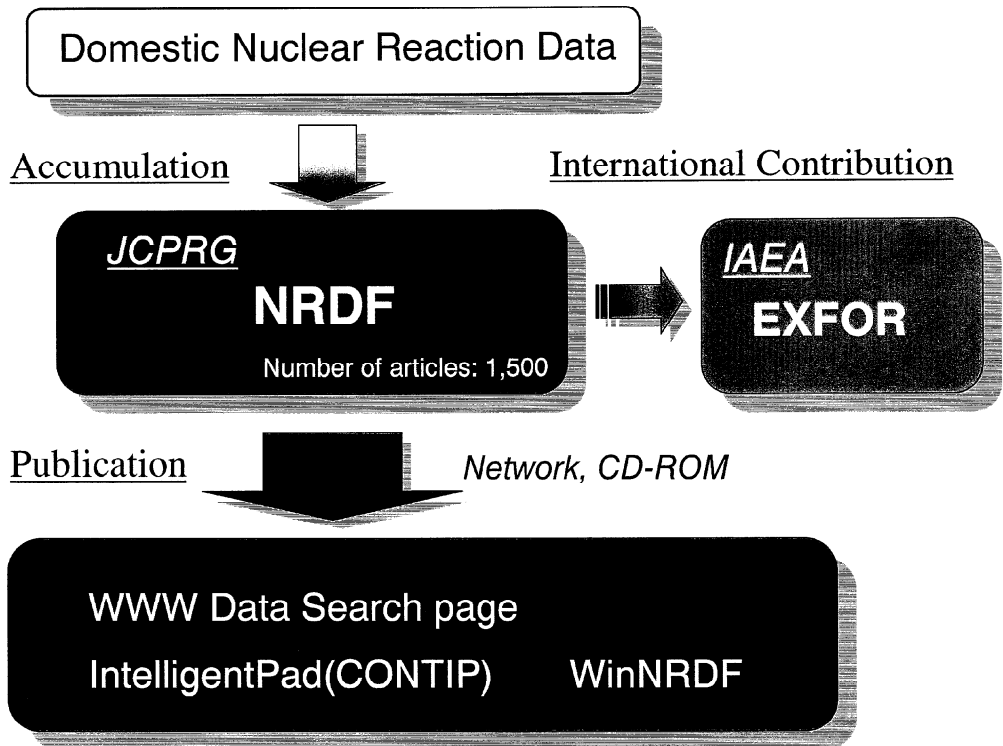 Domestic Nuclear Reaction Data
Accumulation
International Contribution
JCPRG
NRDF
Number of articles: 1,500
IAEA
EXFOR
Publication
Network, CD-ROM
WWW Data Search page
IntelligentPad(CONTIP) WinNRDF